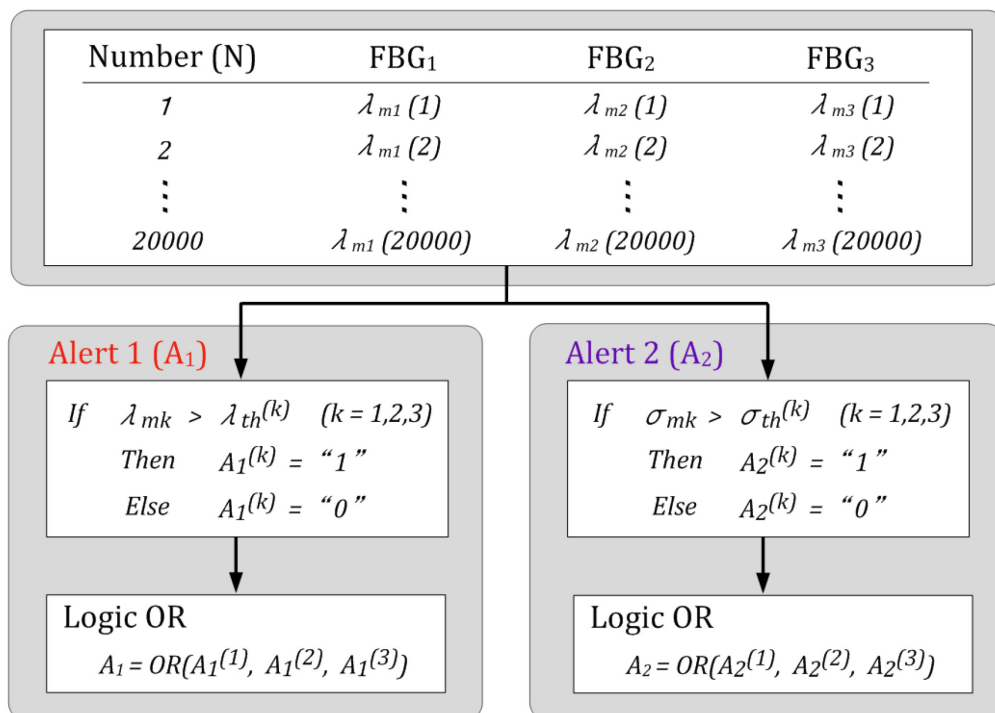 Number (N) FBG₁ FBG₂ FBG₃
1 λm1 (1) λm2 (1) λm3 (1)
2 λm1 (2) λm2 (2) λm3 (2)
⋮ ⋮ ⋮ ⋮
20000 λm1 (20000) λm2 (20000) λm3 (20000)
Alert 1 (A₁)
If λmk > λth⁽ᵏ⁾ (k = 1,2,3)
Then A₁⁽ᵏ⁾ = “1”
Else A₁⁽ᵏ⁾ = “0”
Logic OR
A₁ = OR(A₁⁽¹⁾, A₁⁽²⁾, A₁⁽³⁾)
Alert 2 (A₂)
If σmk > σth⁽ᵏ⁾ (k = 1,2,3)
Then A₂⁽ᵏ⁾ = “1”
Else A₂⁽ᵏ⁾ = “0”
Logic OR
A₂ = OR(A₂⁽¹⁾, A₂⁽²⁾, A₂⁽³⁾)